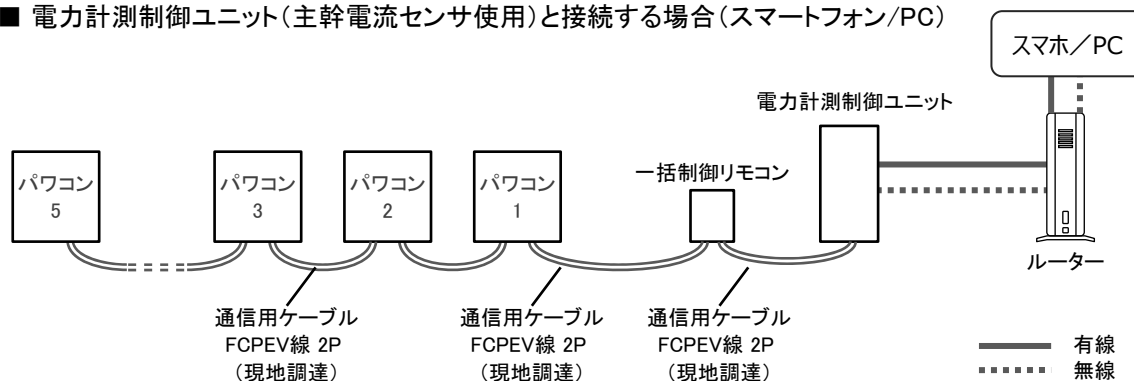 ■ 電力計測制御ユニット（主幹電流センサ使用）と接続する場合（スマートフォン/PC）
スマホ／PC
電力計測制御ユニット
一括制御リモコン
パワコン
5
パワコン
3
パワコン
2
パワコン
1
ルーター
通信用ケーブル
FCPEV線 2P
（現地調達）
通信用ケーブル
FCPEV線 2P
（現地調達）
通信用ケーブル
FCPEV線 2P
（現地調達）
有線
無線